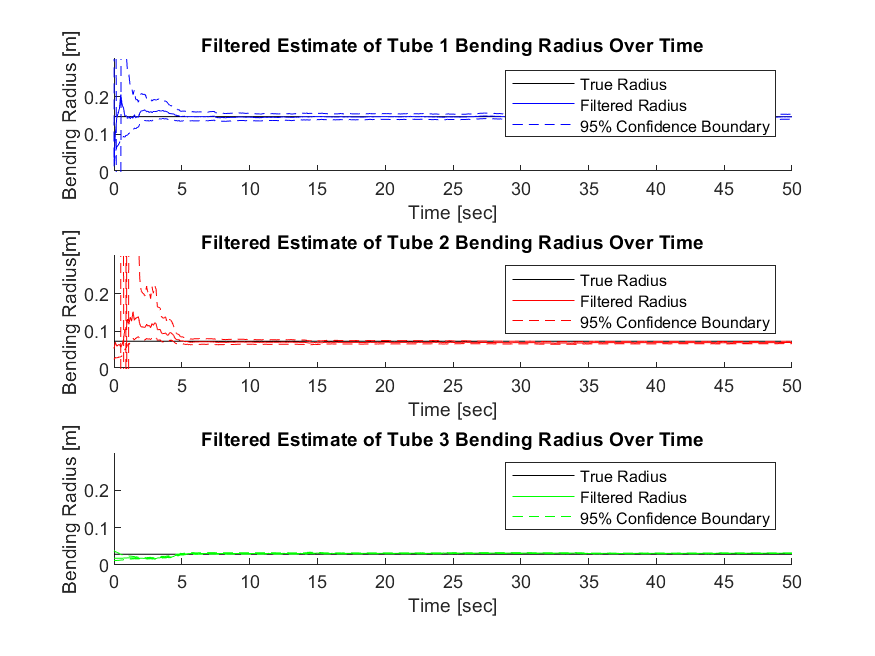 Filtered Estimate of Tube 1 Bending Radius Over Time
Bending Radius [m]
0.2
0.1
0
True Radius
Filtered Radius
95% Confidence Boundary
0 5 10 15 20 25 30 35 40 45 50
Time [sec]
Filtered Estimate of Tube 2 Bending Radius Over Time
Bending Radius[m]
0.2
0.1
0
True Radius
Filtered Radius
95% Confidence Boundary
0 5 10 15 20 25 30 35 40 45 50
Time [sec]
Filtered Estimate of Tube 3 Bending Radius Over Time
Bending Radius [m]
0.2
0.1
0
True Radius
Filtered Radius
95% Confidence Boundary
0 5 10 15 20 25 30 35 40 45 50
Time [sec]